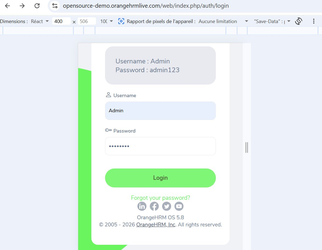 opensource-demo.orangehrmlive.com/web/index.php/auth/login
Dimensions : 400 × 506 Rapport de pixels de l'appareil : Aucune limitation "Save-Data" :
Username : Admin
Password : admin123
Username
Admin
Password
••••••••
Login
Forgot your password?
OrangeHRM OS 5.8
© 2005 - 2026 OrangeHRM, Inc. All rights reserved.